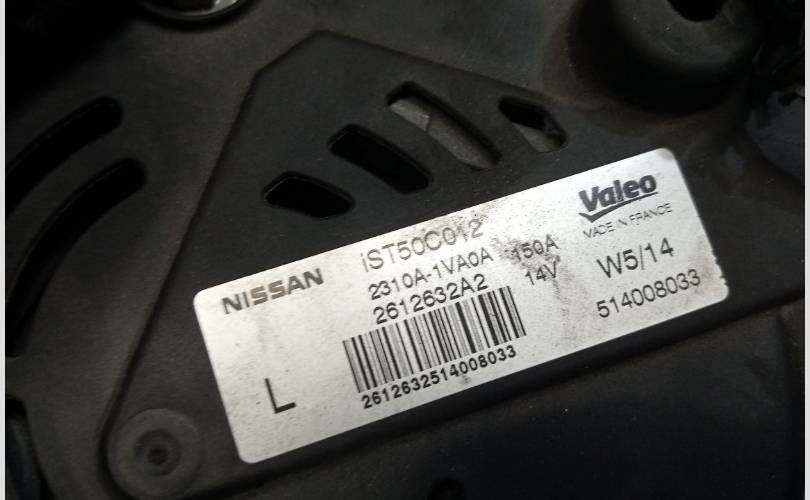 NISSAN
iST50C012
2310A-1VA0A 150A
2612632A2 14V
2612632514008033
L
Valeo
MADE IN FRANCE
W5/14
514008033